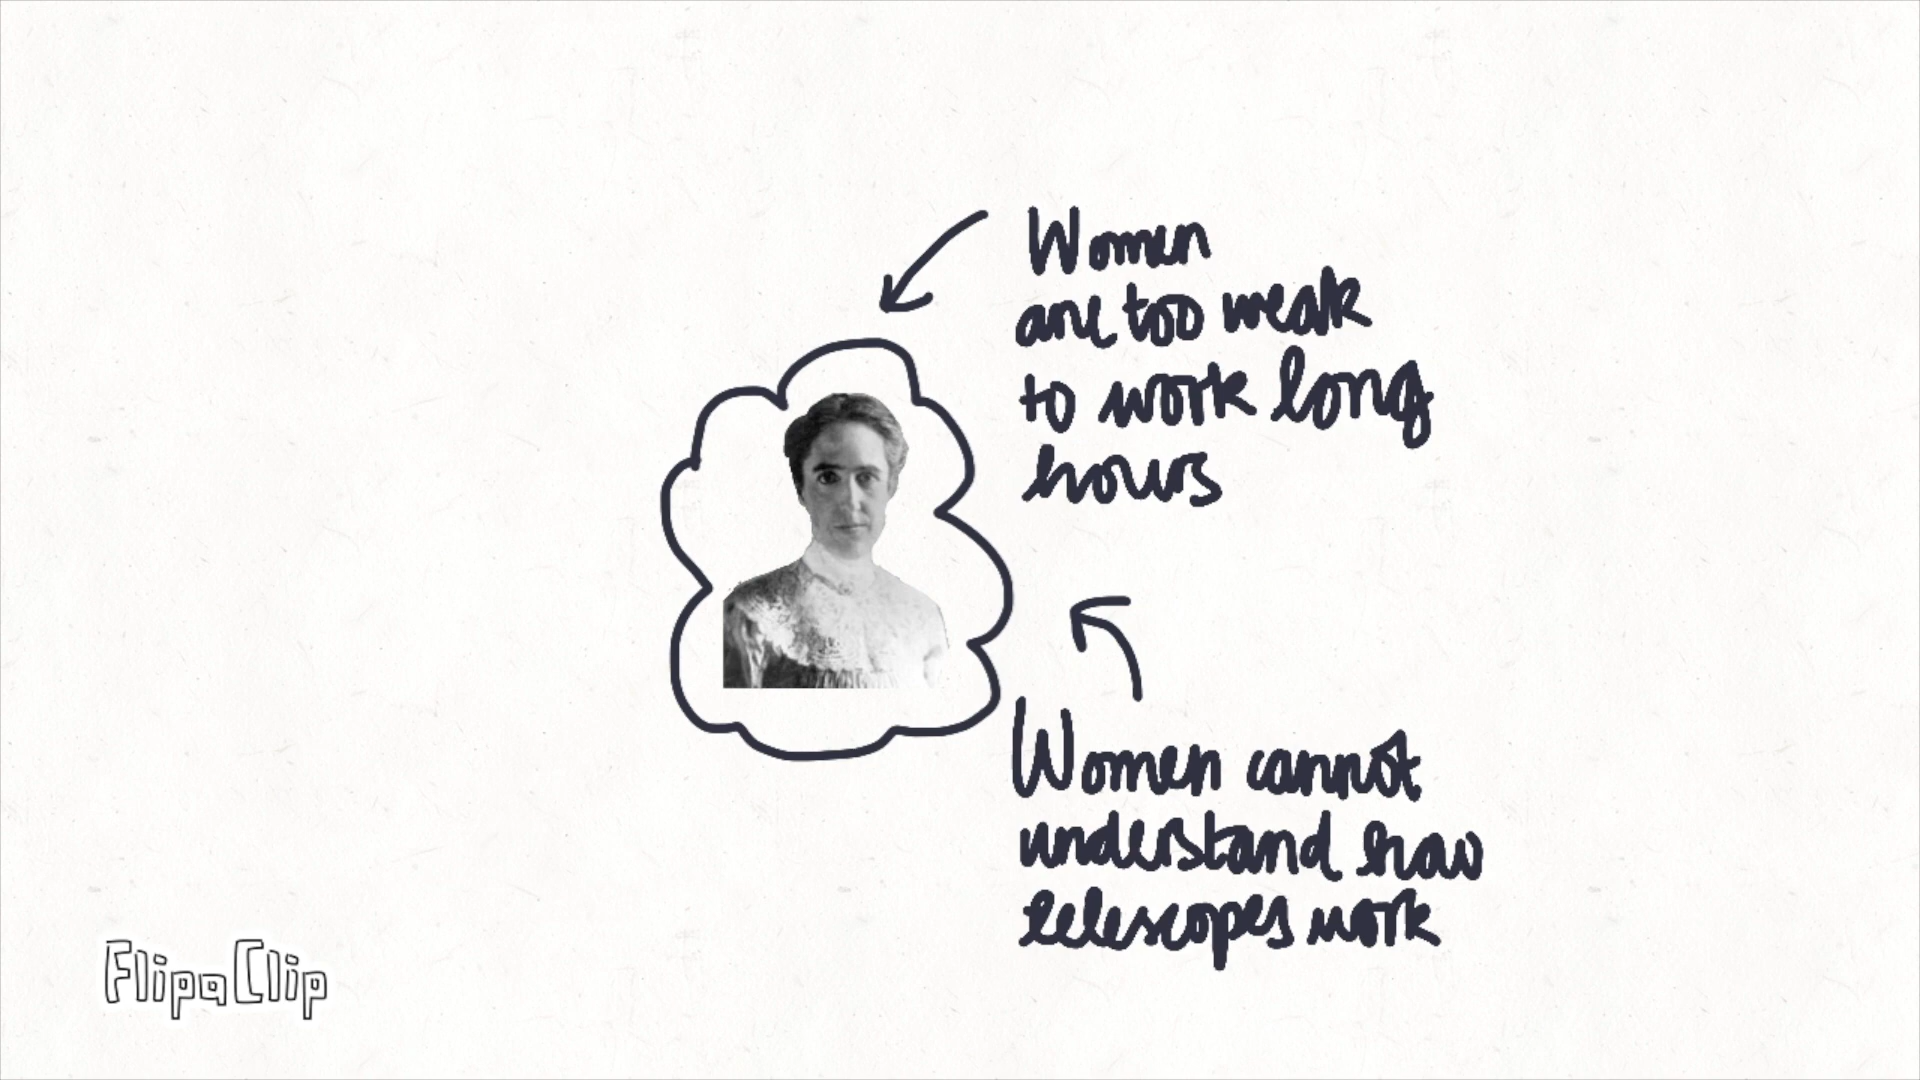 Women
are too weak
to work long
hours
Women cannot
understand how
telescopes work
FlipaClip